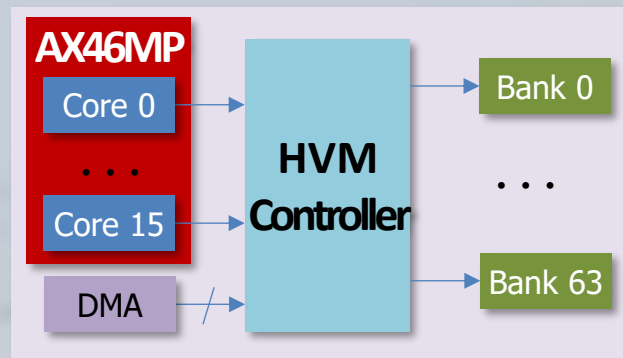 AX46MP
Core 0
. . .
Core 15
DMA
HVM
Controller
Bank 0
. . .
Bank 63